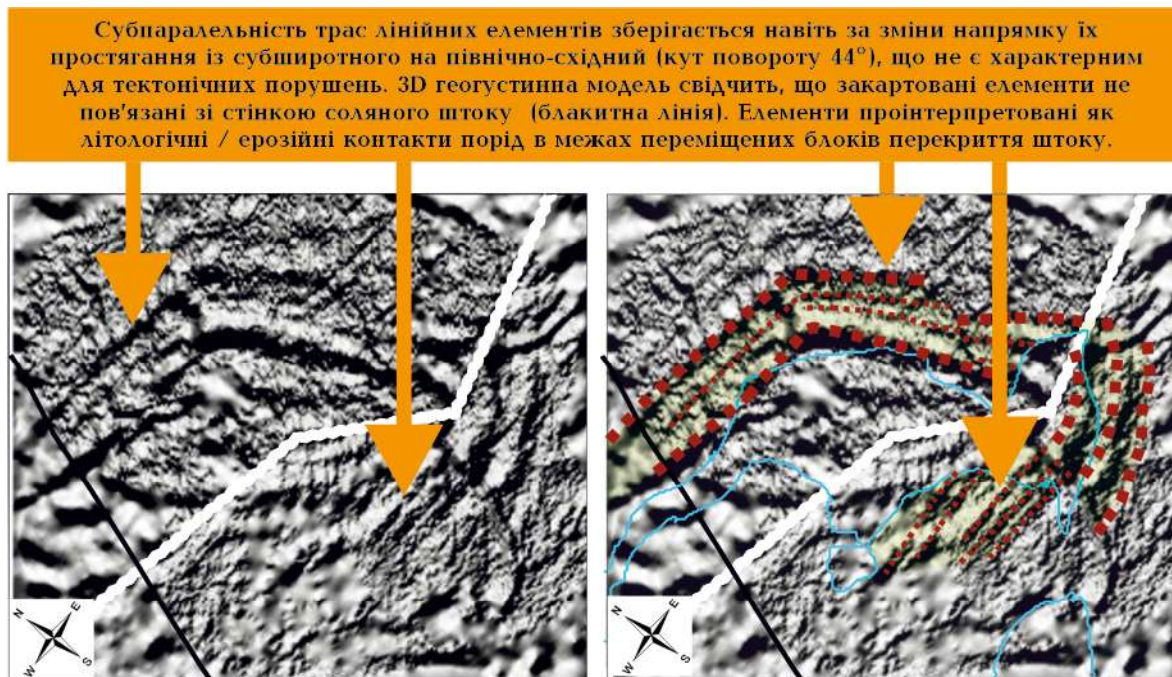 Субпаралельність трас лінійних елементів зберігається навіть за зміни напрямку їх
простягання із субширотного на північно-східний (кут повороту 44°), що не є характерним
для тектонічних порушень. 3D геогустинна модель свідчить, що закартовані елементи не
пов'язані зі стінкою соляного штоку (блакитна лінія). Елементи проінтерпретовані як
літологічні / ерозійні контакти порід в межах переміщених блоків перекриття штоку.
N E
W S
N E
W S